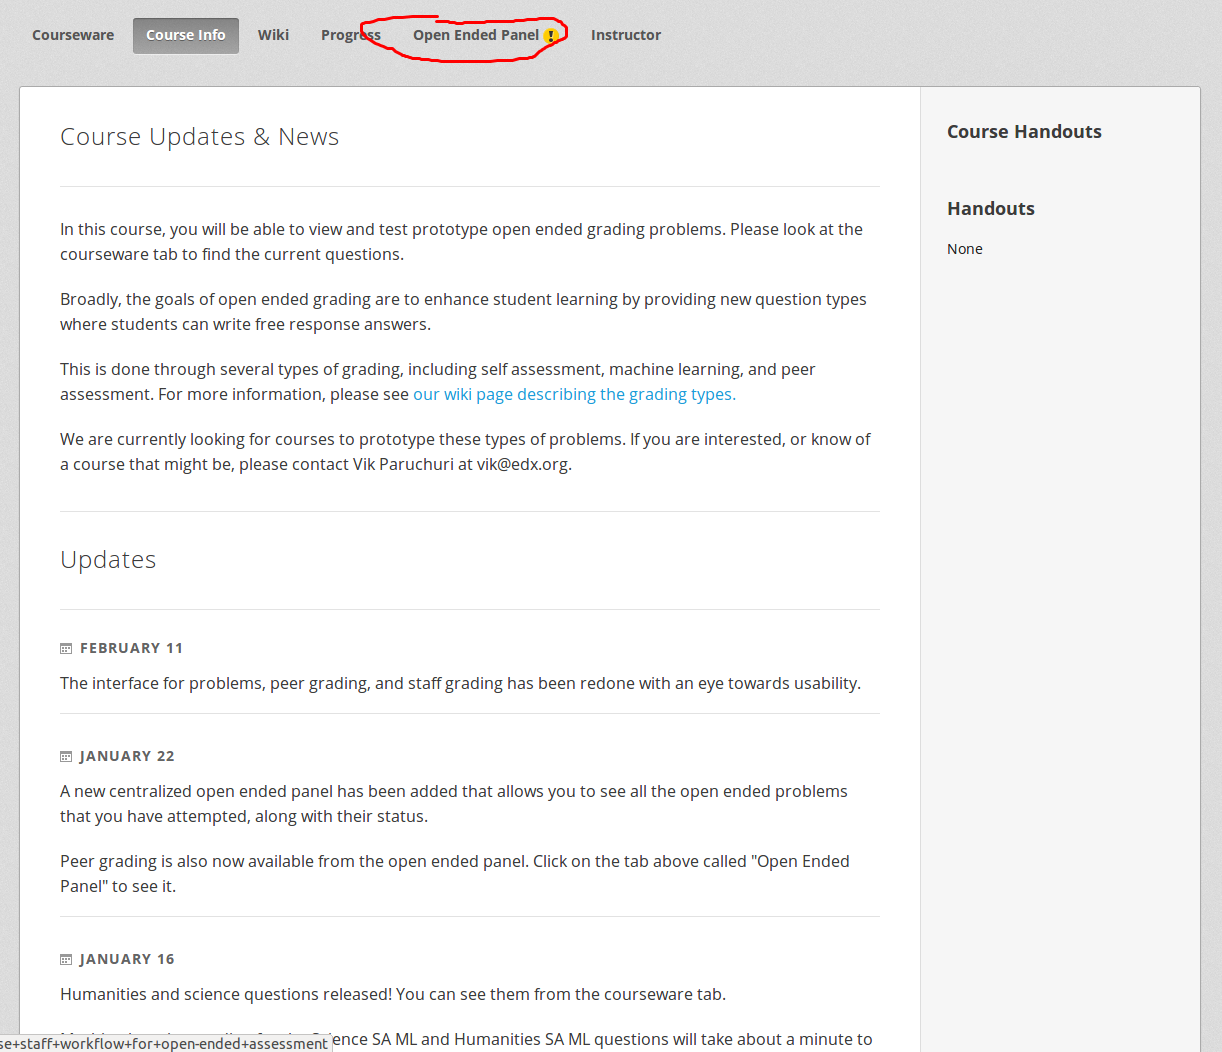 Courseware Course Info Wiki Progress Open Ended Panel ! Instructor
Course Updates & News
In this course, you will be able to view and test prototype open ended grading problems. Please look at the
courseware tab to find the current questions.
Broadly, the goals of open ended grading are to enhance student learning by providing new question types
where students can write free response answers.
This is done through several types of grading, including self assessment, machine learning, and peer
assessment. For more information, please see our wiki page describing the grading types.
We are currently looking for courses to prototype these types of problems. If you are interested, or know of
a course that might be, please contact Vik Paruchuri at vik@edx.org.
Updates
FEBRUARY 11
The interface for problems, peer grading, and staff grading has been redone with an eye towards usability.
JANUARY 22
A new centralized open ended panel has been added that allows you to see all the open ended problems
that you have attempted, along with their status.
Peer grading is also now available from the open ended panel. Click on the tab above called "Open Ended
Panel" to see it.
JANUARY 16
Humanities and science questions released! You can see them from the courseware tab.
ence SA ML and Humanities SA ML questions will take about a minute to
se+staff+workflow+for+open-ended+assessment
Course Handouts
Handouts
None